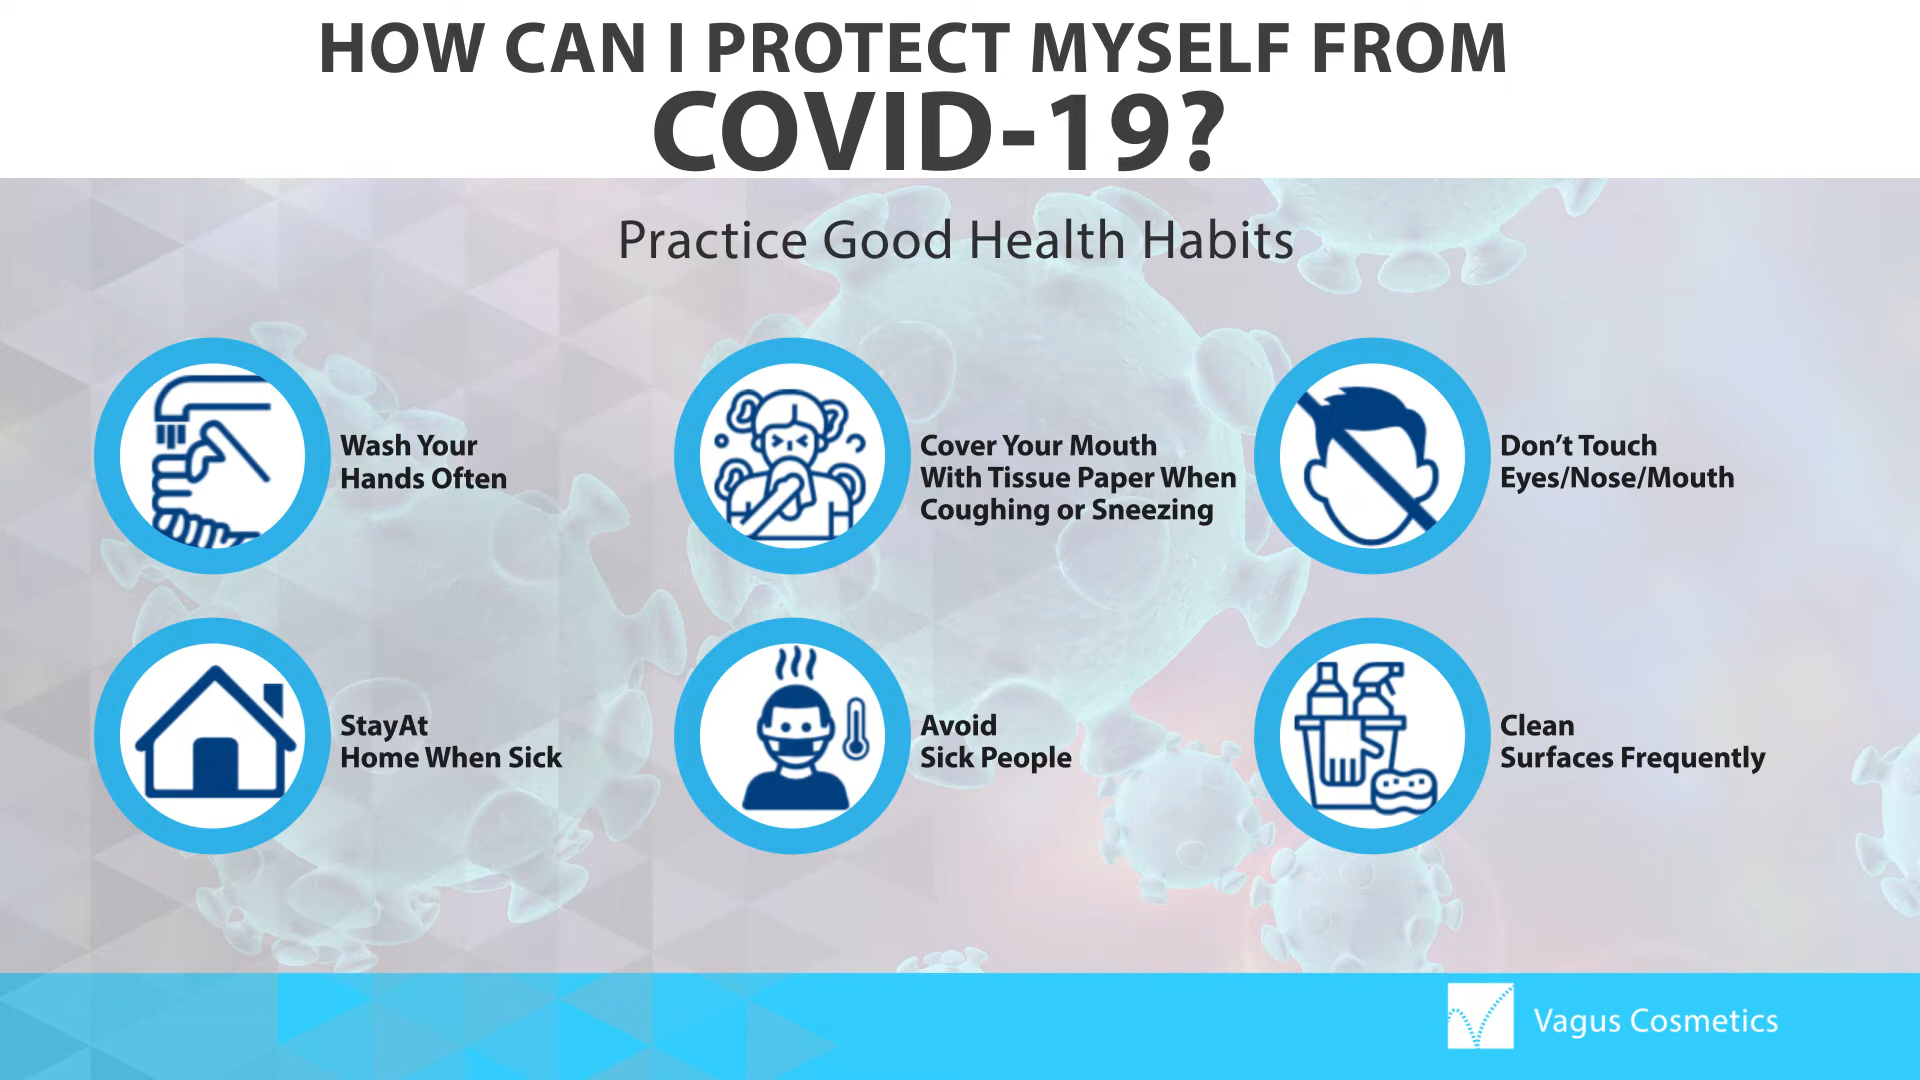 HOW CAN I PROTECT MYSELF FROM
COVID-19?
Practice Good Health Habits
Wash Your
Hands Often
Cover Your Mouth
With Tissue Paper When
Coughing or Sneezing
Don’t Touch
Eyes/Nose/Mouth
StayAt
Home When Sick
Avoid
Sick People
Clean
Surfaces Frequently
Vagus Cosmetics